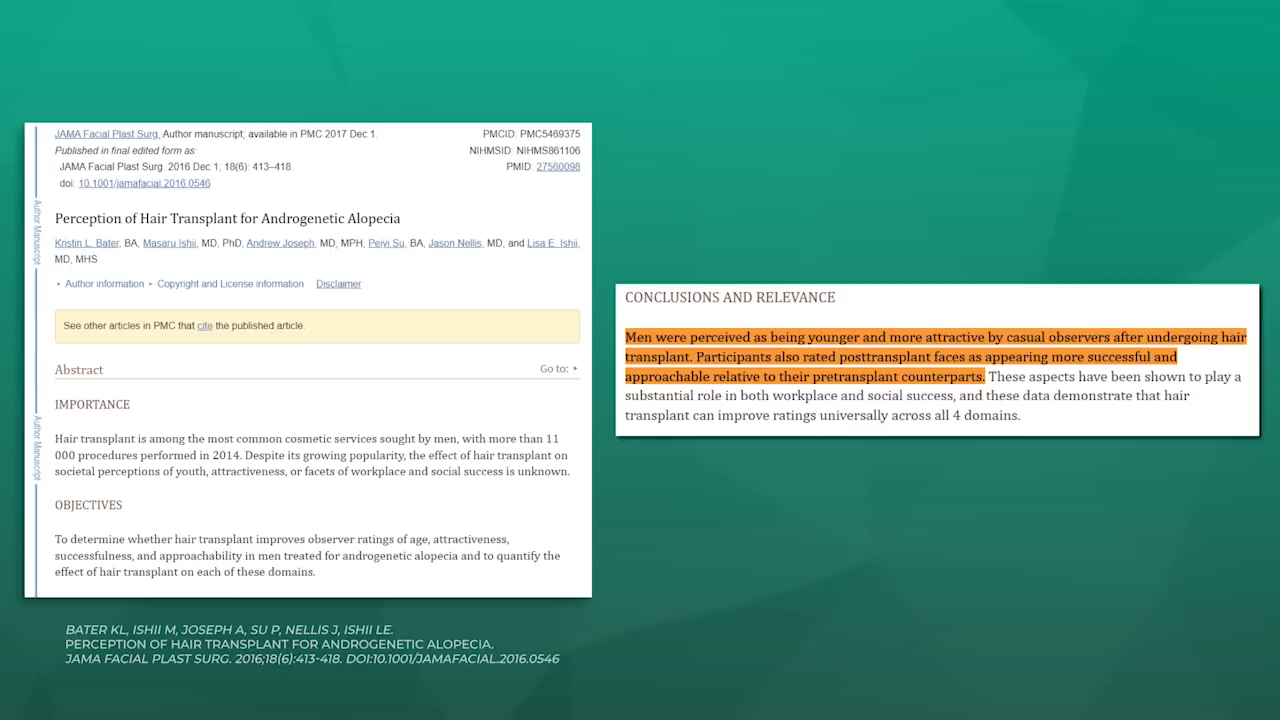 JAMA Facial Plast Surg. Author manuscript; available in PMC 2017 Dec 1.
Published in final edited form as:
JAMA Facial Plast Surg. 2016 Dec 1; 18(6): 413–418.
doi: 10.1001/jamafacial.2016.0546
PMCID: PMC5469375
NIHMSID: NIHMS861106
PMID: 27560098
Author Manuscript
Author Manuscript
Perception of Hair Transplant for Androgenetic Alopecia
Kristin L. Bater, BA, Masaru Ishii, MD, PhD, Andrew Joseph, MD, MPH, Peiyi Su, BA, Jason Nellis, MD, and Lisa E. Ishii,
MD, MHS
▸ Author information ▸ Copyright and License information Disclaimer
See other articles in PMC that cite the published article.
Abstract
Go to: ▸
IMPORTANCE
Hair transplant is among the most common cosmetic services sought by men, with more than 11
000 procedures performed in 2014. Despite its growing popularity, the effect of hair transplant on
societal perceptions of youth, attractiveness, or facets of workplace and social success is unknown.
OBJECTIVES
To determine whether hair transplant improves observer ratings of age, attractiveness,
successfulness, and approachability in men treated for androgenetic alopecia and to quantify the
effect of hair transplant on each of these domains.
CONCLUSIONS AND RELEVANCE
Men were perceived as being younger and more attractive by casual observers after undergoing hair
transplant. Participants also rated posttransplant faces as appearing more successful and
approachable relative to their pretransplant counterparts. These aspects have been shown to play a
substantial role in both workplace and social success, and these data demonstrate that hair
transplant can improve ratings universally across all 4 domains.
BATER KL, ISHII M, JOSEPH A, SU P, NELLIS J, ISHII LE.
PERCEPTION OF HAIR TRANSPLANT FOR ANDROGENETIC ALOPECIA.
JAMA FACIAL PLAST SURG. 2016;18(6):413-418. DOI:10.1001/JAMAFACIAL.2016.0546